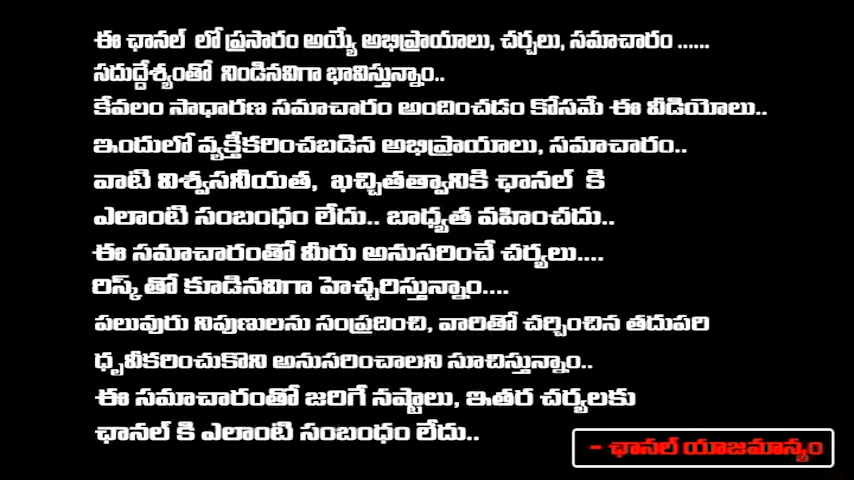 ఈ ఛానల్ లో ప్రసారం అయ్యే అభిప్రాయాలు, చర్చలు, సమాచారం ......
సదుద్దేశ్యంతో నిండినవిగా భావిస్తున్నాం..
కేవలం సాధారణ సమాచారం అందించడం కోసమే ఈ వీడియోలు..
ఇందులో వ్యక్తీకరించబడిన అభిప్రాయాలు, సమాచారం..
వాటి విశ్వసనీయత, ఖచ్చితత్వానికి ఛానల్ కి
ఎలాంటి సంబంధం లేదు.. బాధ్యత వహించదు..
ఈ సమాచారంతో మీరు అనుసరించే చర్యలు....
రిస్క్ తో కూడినవిగా హెచ్చరిస్తున్నాం....
పలువురు నిపుణులను సంప్రదించి, వారితో చర్చించిన తదుపరి
ధృవీకరించుకొని అనుసరించాలని సూచిస్తున్నాం..
ఈ సమాచారంతో జరిగే నష్టాలు, ఇతర చర్యలకు
ఛానల్ కి ఎలాంటి సంబంధం లేదు..
- ఛానల్ యాజమాన్యం